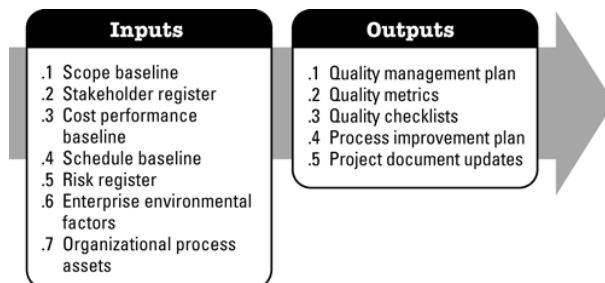 Inputs
.1 Scope baseline
.2 Stakeholder register
.3 Cost performance
baseline
.4 Schedule baseline
.5 Risk register
.6 Enterprise environmental
factors
.7 Organizational process
assets
Outputs
.1 Quality management plan
.2 Quality metrics
.3 Quality checklists
.4 Process improvement plan
.5 Project document updates